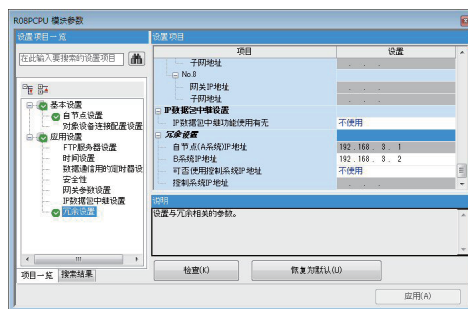 R08PCPU 模块参数
设置项目一览
在此输入要搜索的设置项目
基本设置
自节点设置
对象设备连接配置设置
应用设置
FTP服务器设置
时间设置
数据通信用的定时器设
安全性
网关参数设置
IP数据包中继设置
冗余设置
项目一览 搜索结果
设置项目
项目 设置
子网地址 . . .
No.8
网关IP地址 . . .
子网地址 . . .
IP数据包中继设置
IP数据包中继功能使用有无 不使用
冗余设置
自节点(A系统)IP地址 192 .168 . 3 . 1
B系统IP地址 192 .168 . 3 . 2
可否使用控制系统IP地址 不使用
控制系统IP地址 . . .
说明
设置与冗余相关的参数。
检查(K) 恢复为默认(U)
应用(A)